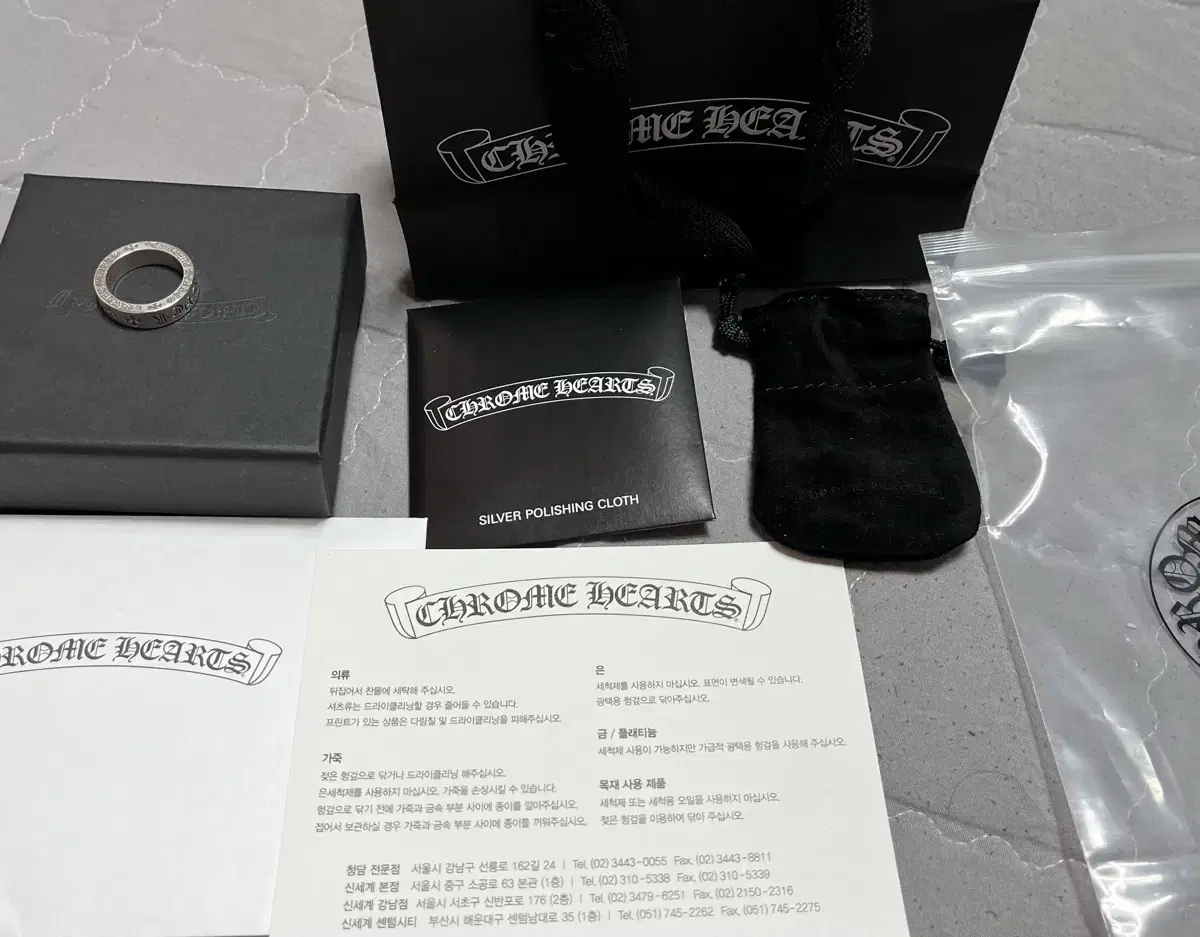 CHROME HEARTS
CHROME HEARTS
SILVER POLISHING CLOTH
CHROME HEARTS
HEARTS
CHROME HEARTS
의류
뒤집어서 찬물에 세탁해 주십시오.
셔츠류는 드라이클리닝할 경우 줄어들 수 있습니다.
프린트가 있는 상품은 다림질 및 드라이클리닝을 피해주십시오.
가죽
젖은 헝겊으로 닦거나 드라이클리닝 해주십시오.
은세척제를 사용하지 마십시오. 가죽을 손상시킬 수 있습니다.
헝겊으로 닦기 전에 가죽과 금속 부분 사이에 종이를 깔아주십시오.
접어서 보관하실 경우 가죽과 금속 부분 사이에 종이를 끼워주십시오.
은
세척제를 사용하지 마십시오. 표면이 변색될 수 있습니다.
광택용 헝겊으로 닦아주십시오.
금 / 플래티늄
세척제 사용이 가능하지만 가급적 광택용 헝겊을 사용해 주십시오.
목재 사용 제품
세척제 또는 세척용 오일을 사용하지 마십시오.
젖은 헝겊을 이용하여 닦아 주십시오.
청담 전문점 서울시 강남구 선릉로 162길 24 | Tel. (02) 3443-0055 Fax. (02) 3443-8811
신세계 본점 서울시 중구 소공로 63 본관 (1층) | Tel. (02) 310-5338 Fax. (02) 310-5339
신세계 강남점 서울시 서초구 신반포로 176 (2층) | Tel. (02) 3479-6251 Fax. (02) 2150-2316
신세계 센텀시티 부산시 해운대구 센텀남대로 35 (1층) | Tel. (051) 745-2262 Fax. (051) 745-2275